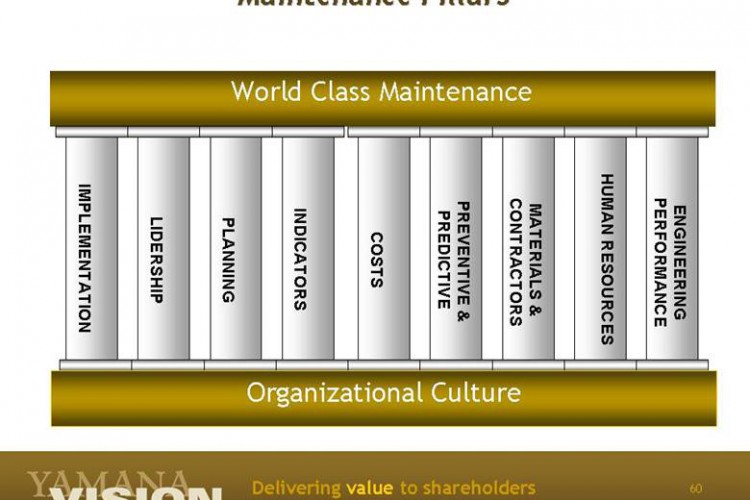 Maintenance Pillars
World Class Maintenance
IMPLEMENTATION
LIDERSHIP
PLANNING
INDICATORS
COSTS
PREVENTIVE &
PREDICTIVE
MATERIALS &
CONTRACTORS
HUMAN RESOURCES
ENGINEERING
PERFORMANCE
Organizational Culture
YAMANA
VISION
Delivering value to shareholders
60